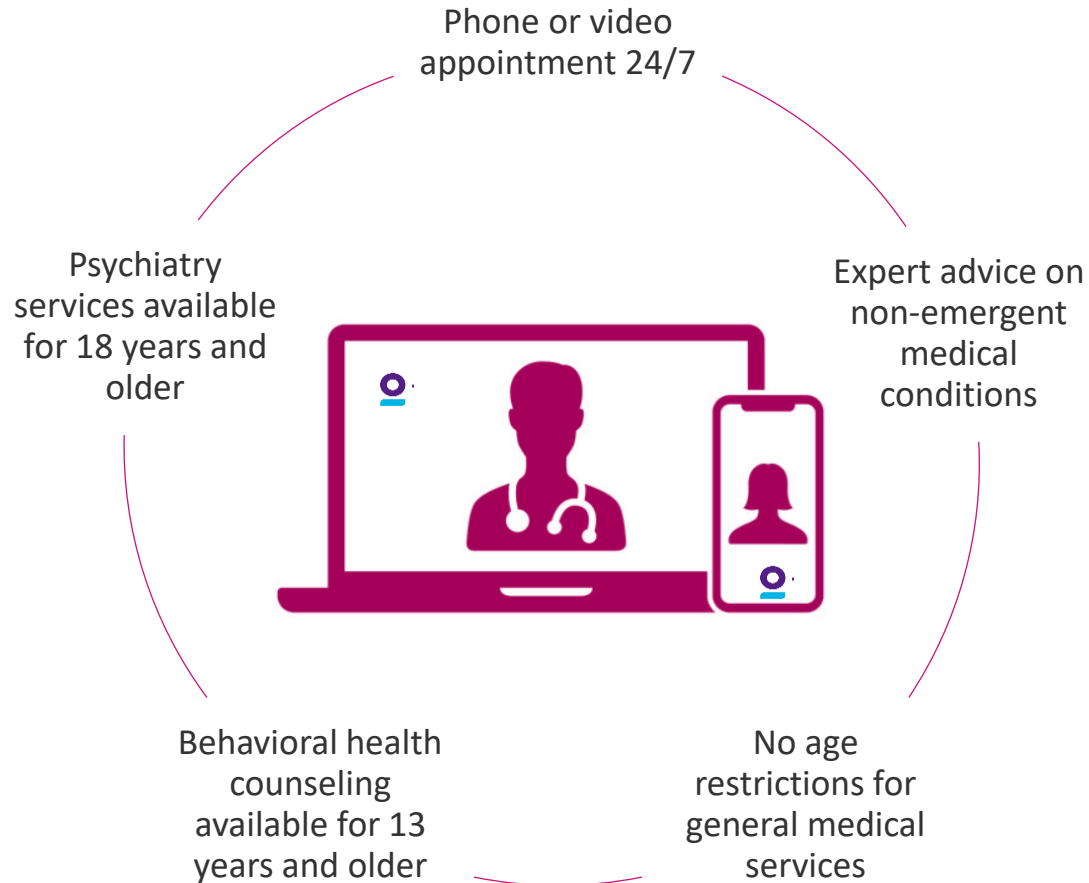 Phone or video
appointment 24/7
Expert advice on
non-emergent
medical
conditions
No age
restrictions for
general medical
services
Behavioral health
counseling
available for 13
years and older
Psychiatry
services available
for 18 years and
older